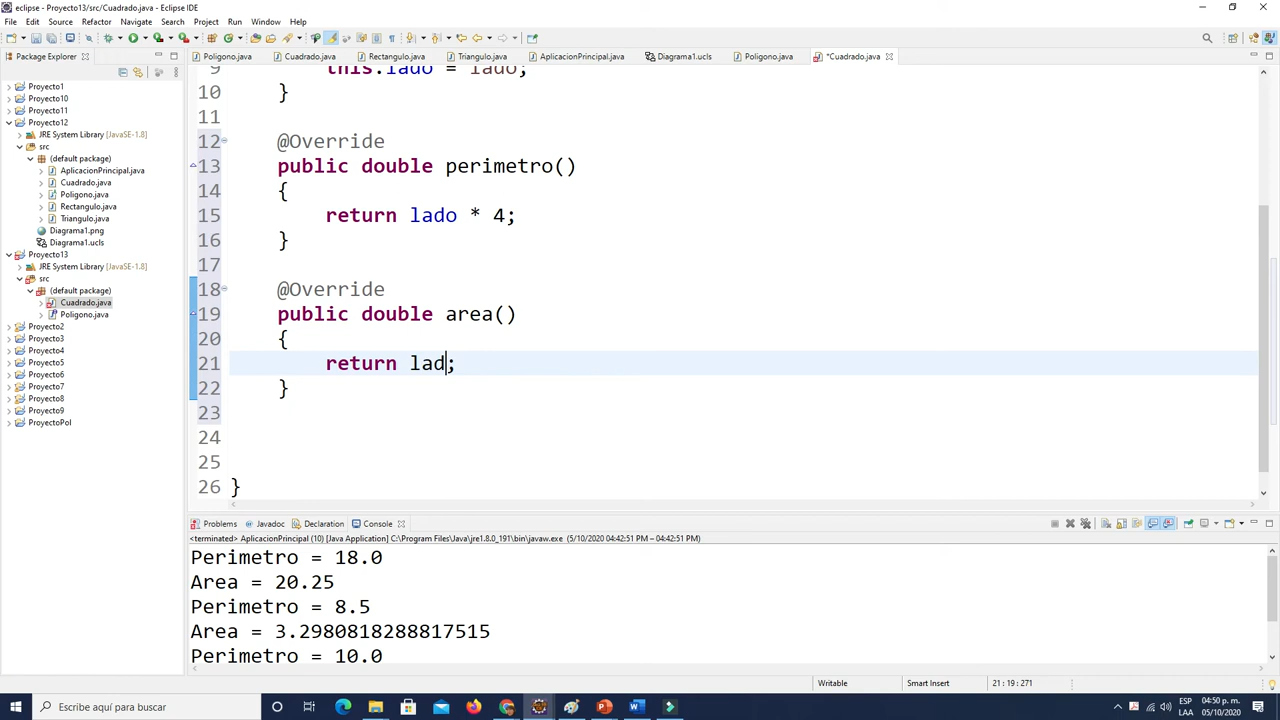 eclipse - Proyecto13/src/Cuadrado.java - Eclipse IDE
File Edit Source Refactor Navigate Search Project Run Window Help
Package Explorer
Poligono.java Cuadrado.java Rectangulo.java Triangulo.java AplicacionPrincipal.java Diagrama1.ucls Poligono.java *Cuadrado.java
Proyecto1
Proyecto10
Proyecto11
Proyecto12
JRE System Library [JavaSE-1.8]
src
(default package)
AplicacionPrincipal.java
Cuadrado.java
Poligono.java
Rectangulo.java
Triangulo.java
Diagrama1.png
Diagrama1.ucls
Proyecto13
JRE System Library [JavaSE-1.8]
src
(default package)
Cuadrado.java
Poligono.java
Proyecto2
Proyecto3
Proyecto4
Proyecto5
Proyecto6
Proyecto7
Proyecto8
Proyecto9
ProyectoPol
9 this.lado = lado;
10 }
11
12 @Override
13 public double perimetro()
14 {
15 return lado * 4;
16 }
17
18 @Override
19 public double area()
20 {
21 return lad;
22 }
23
24
25
26 }
Problems Javadoc Declaration Console
<terminated> AplicacionPrincipal (10) [Java Application] C:\Program Files\Java\jre1.8.0_191\bin\javaw.exe (5/10/2020 04:42:51 PM – 04:42:51 PM)
Perimetro = 18.0
Area = 20.25
Perimetro = 8.5
Area = 3.2980818288817515
Perimetro = 10.0
Writable Smart Insert 21 : 19 : 271
Escribe aquí para buscar
ESP 04:50 p. m.
LAA 05/10/2020